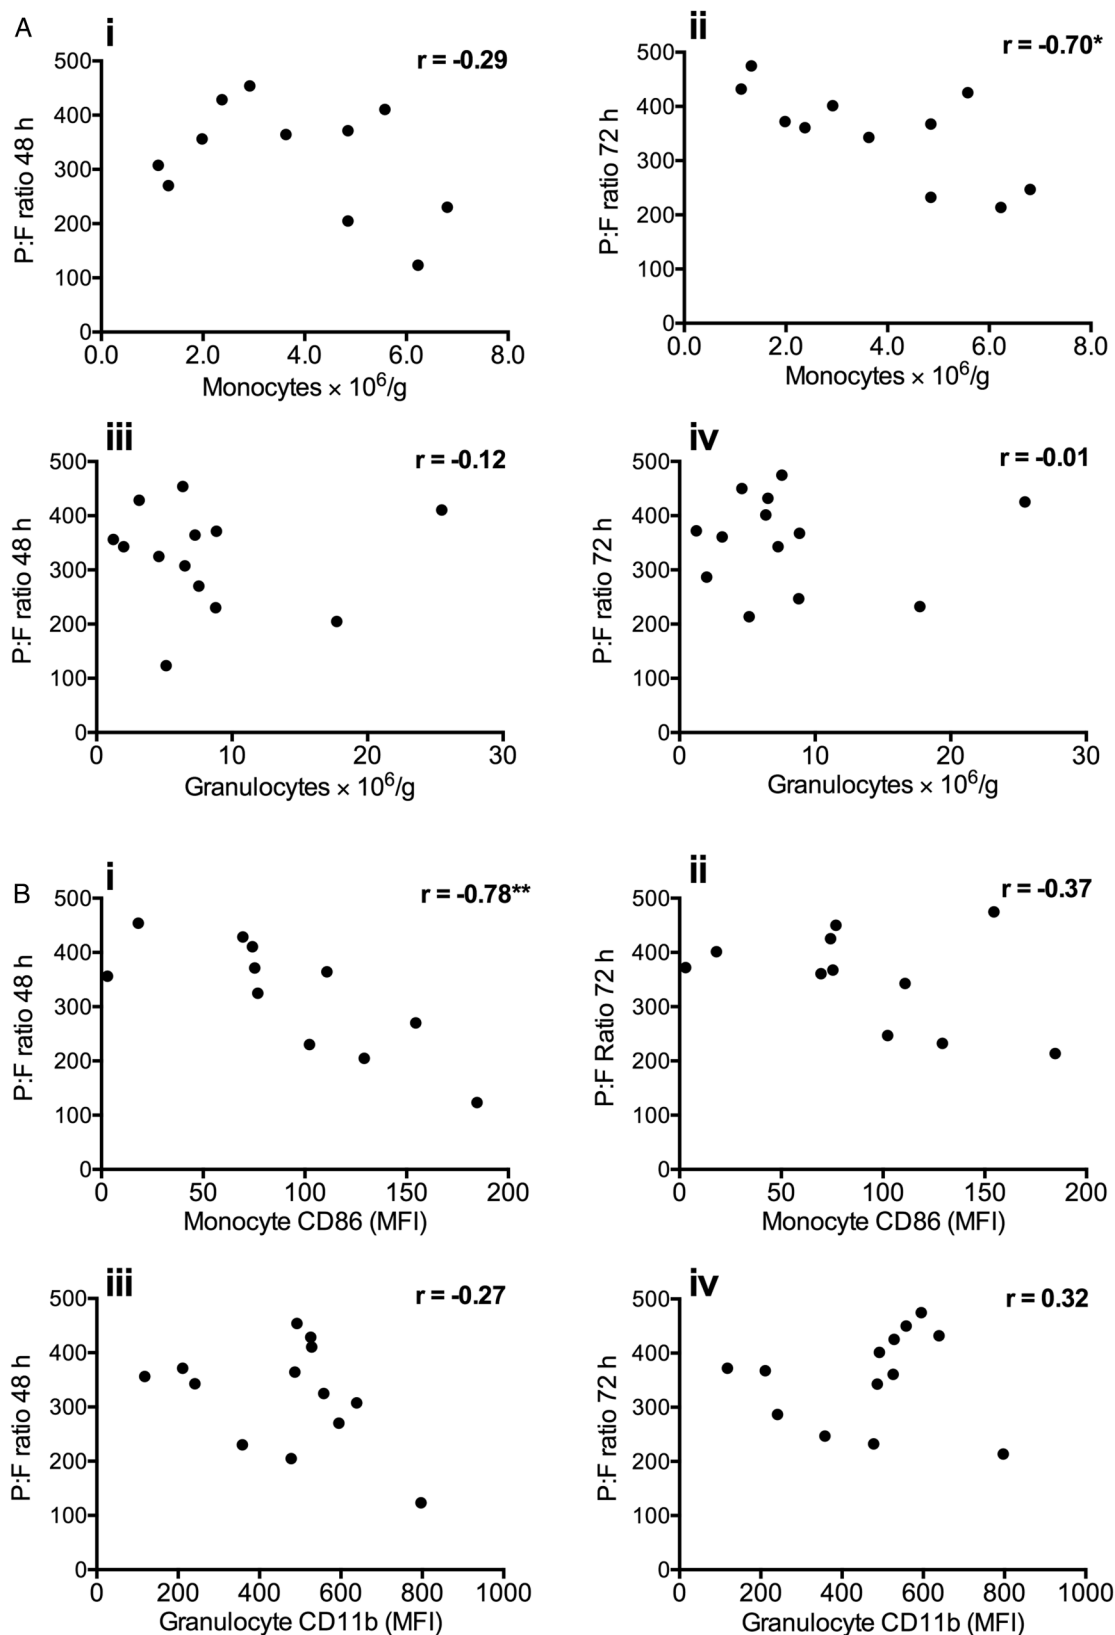 A
i
r = -0.29
500
400
300
200
100
0
P:F ratio 48 h
0.0 2.0 4.0 6.0 8.0
Monocytes × 10⁶/g
ii
r = -0.70*
500
400
300
200
100
0
P:F ratio 72 h
0.0 2.0 4.0 6.0 8.0
Monocytes × 10⁶/g
iii
r = -0.12
500
400
300
200
100
0
P:F ratio 48 h
0 10 20 30
Granulocytes × 10⁶/g
iv
r = -0.01
500
400
300
200
100
0
P:F ratio 72 h
0 10 20 30
Granulocytes × 10⁶/g
B
i
r = -0.78**
500
400
300
200
100
0
P:F ratio 48 h
0 50 100 150 200
Monocyte CD86 (MFI)
ii
r = -0.37
500
400
300
200
100
0
P:F Ratio 72 h
0 50 100 150 200
Monocyte CD86 (MFI)
iii
r = -0.27
500
400
300
200
100
0
P:F ratio 48 h
0 200 400 600 800 1000
Granulocyte CD11b (MFI)
iv
r = 0.32
500
400
300
200
100
0
P:F ratio 72 h
0 200 400 600 800 1000
Granulocyte CD11b (MFI)